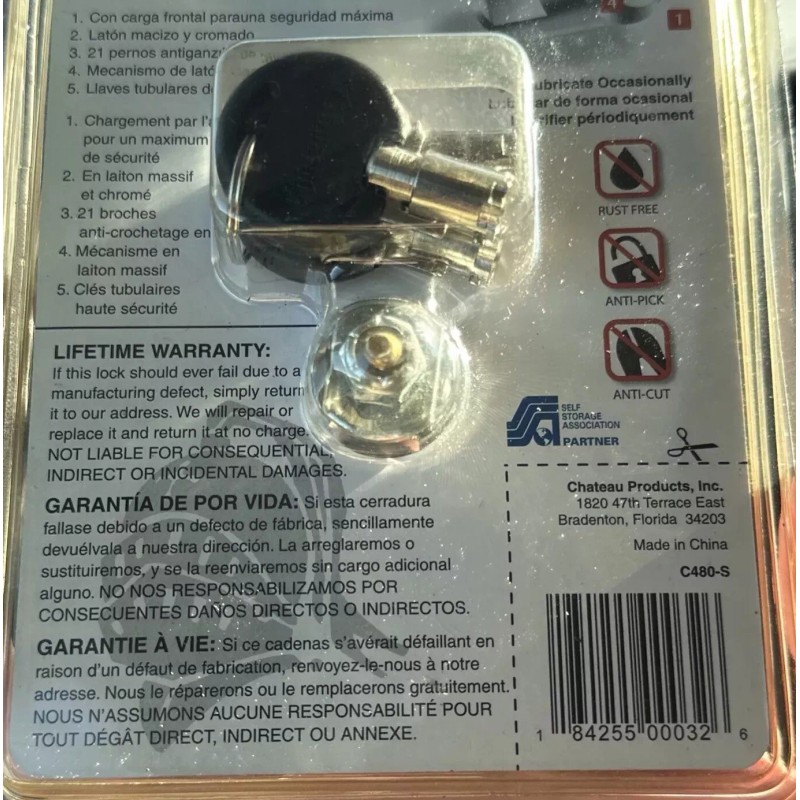 1. Con carga frontal parauna seguridad máxima
2. Latón macizo y cromado
3. 21 pernos
4. Mecanismo de
5. Llaves tubulares
1. Chargement par
pour un maximum
de sécurité
2. En laiton massif
et chromé
3. 21 broches
anti-crochetage en
4. Mécanisme en
laiton massif
5. Clés tubulaires
haute sécurité
4
1
Occasionally
de forma ocasional
périodiquement
RUST FREE
ANTI-PICK
ANTI-CUT
LIFETIME WARRANTY:
If this lock should ever fail due to a
manufacturing defect, simply return
it to our address. We will repair or
replace it and return it at no charge.
NOT LIABLE FOR CONSEQUENTIAL,
INDIRECT OR INCIDENTAL DAMAGES.
GARANTÍA DE POR VIDA: Si esta cerradura
fallase debido a un defecto de fábrica, sencillamente
devuélvala a nuestra dirección. La arreglaremos o
sustituiremos, y se la reenviaremos sin cargo adicional
alguno. NO NOS RESPONSABILIZAMOS POR
CONSECUENTES DAÑOS DIRECTOS O INDIRECTOS.
GARANTIE À VIE: Si ce cadenas s'avérait défaillant en
raison d'un défaut de fabrication, renvoyez-le-nous à notre
adresse. Nous le réparerons ou le remplacerons gratuitement.
NOUS N'ASSUMONS AUCUNE RESPONSABILITÉ POUR
TOUT DÉGÂT DIRECT, INDIRECT OU ANNEXE.
SELF
STORAGE
ASSOCIATION
PARTNER
Chateau Products, Inc.
1820 47th Terrace East
Bradenton, Florida 34203
Made in China
C480-S
1 84255 00032 6